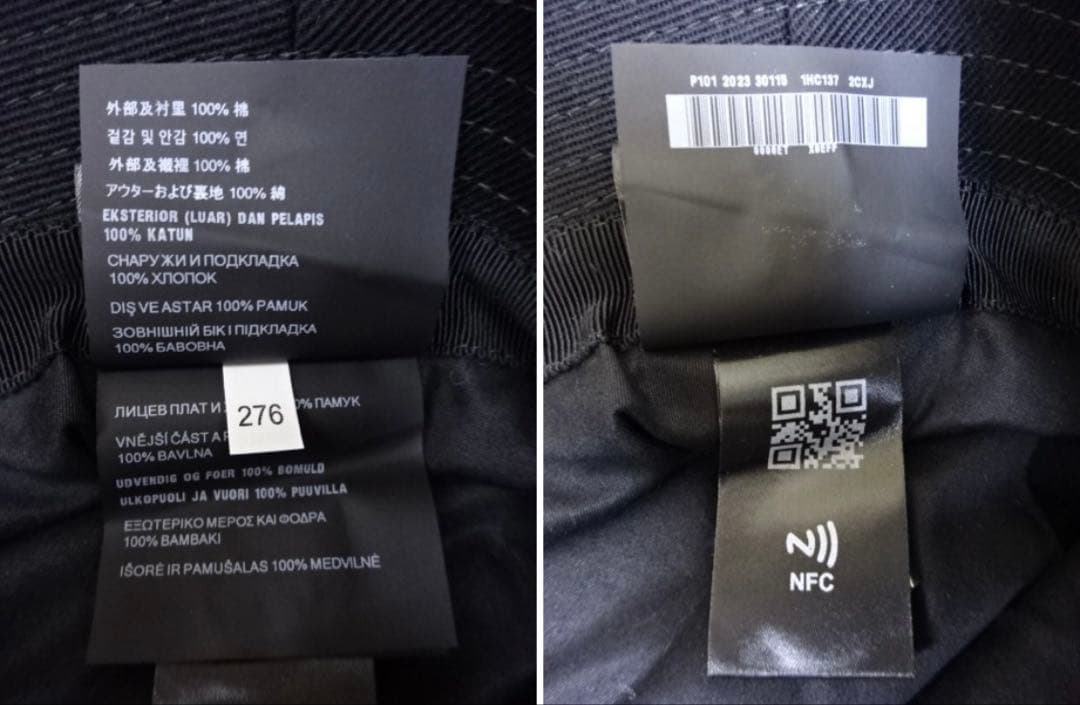 外部及衬里 100% 棉
겉감 및 안감 100% 면
外部及襯裡 100% 棉
アウターおよび裏地 100% 綿
EKSTERIOR (LUAR) DAN PELAPIS
100% KATUN
СНАРУЖИ И ПОДКЛАДКА
100% ХЛОПОК
DIŞ VE ASTAR 100% PAMUK
ЗОВНІШНІЙ БІК І ПІДКЛАДКА
100% БАВОВНА
276
ЛИЦЕВ ПЛАТ И ПАМУК
VNĚJŠÍ ČÁST A
100% BAVLNA
UDVENDIG OG FOER 100% BOMULD
ULKOPUOLI JA VUORI 100% PUUVILLA
ΕΞΩΤΕΡΙΚΟ ΜΕΡΟΣ ΚΑΙ ΦΟΔΡΑ
100% ΒΑΜΒΑΚΙ
IŠORĖ IR PAMUŠALAS 100% MEDVILNĖ
P101 2023 30115 1HC137 2CXJ
NFC